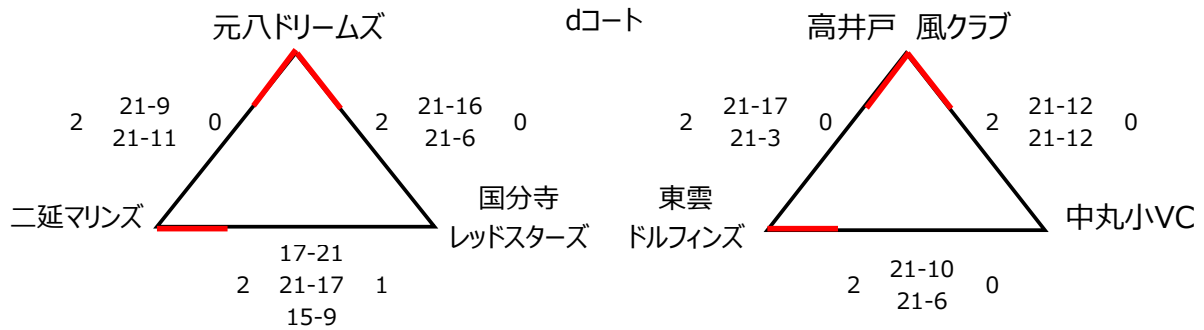 dコート
元八ドリームズ
2 21-9 0
21-11
2 21-16 0
21-6
二延マリンズ
国分寺
レッドスターズ
17-21
2 21-17 1
15-9
高井戸　風クラブ
2 21-17 0
21-3
2 21-12 0
21-12
東雲
ドルフィンズ
中丸小VC
2 21-10 0
21-6